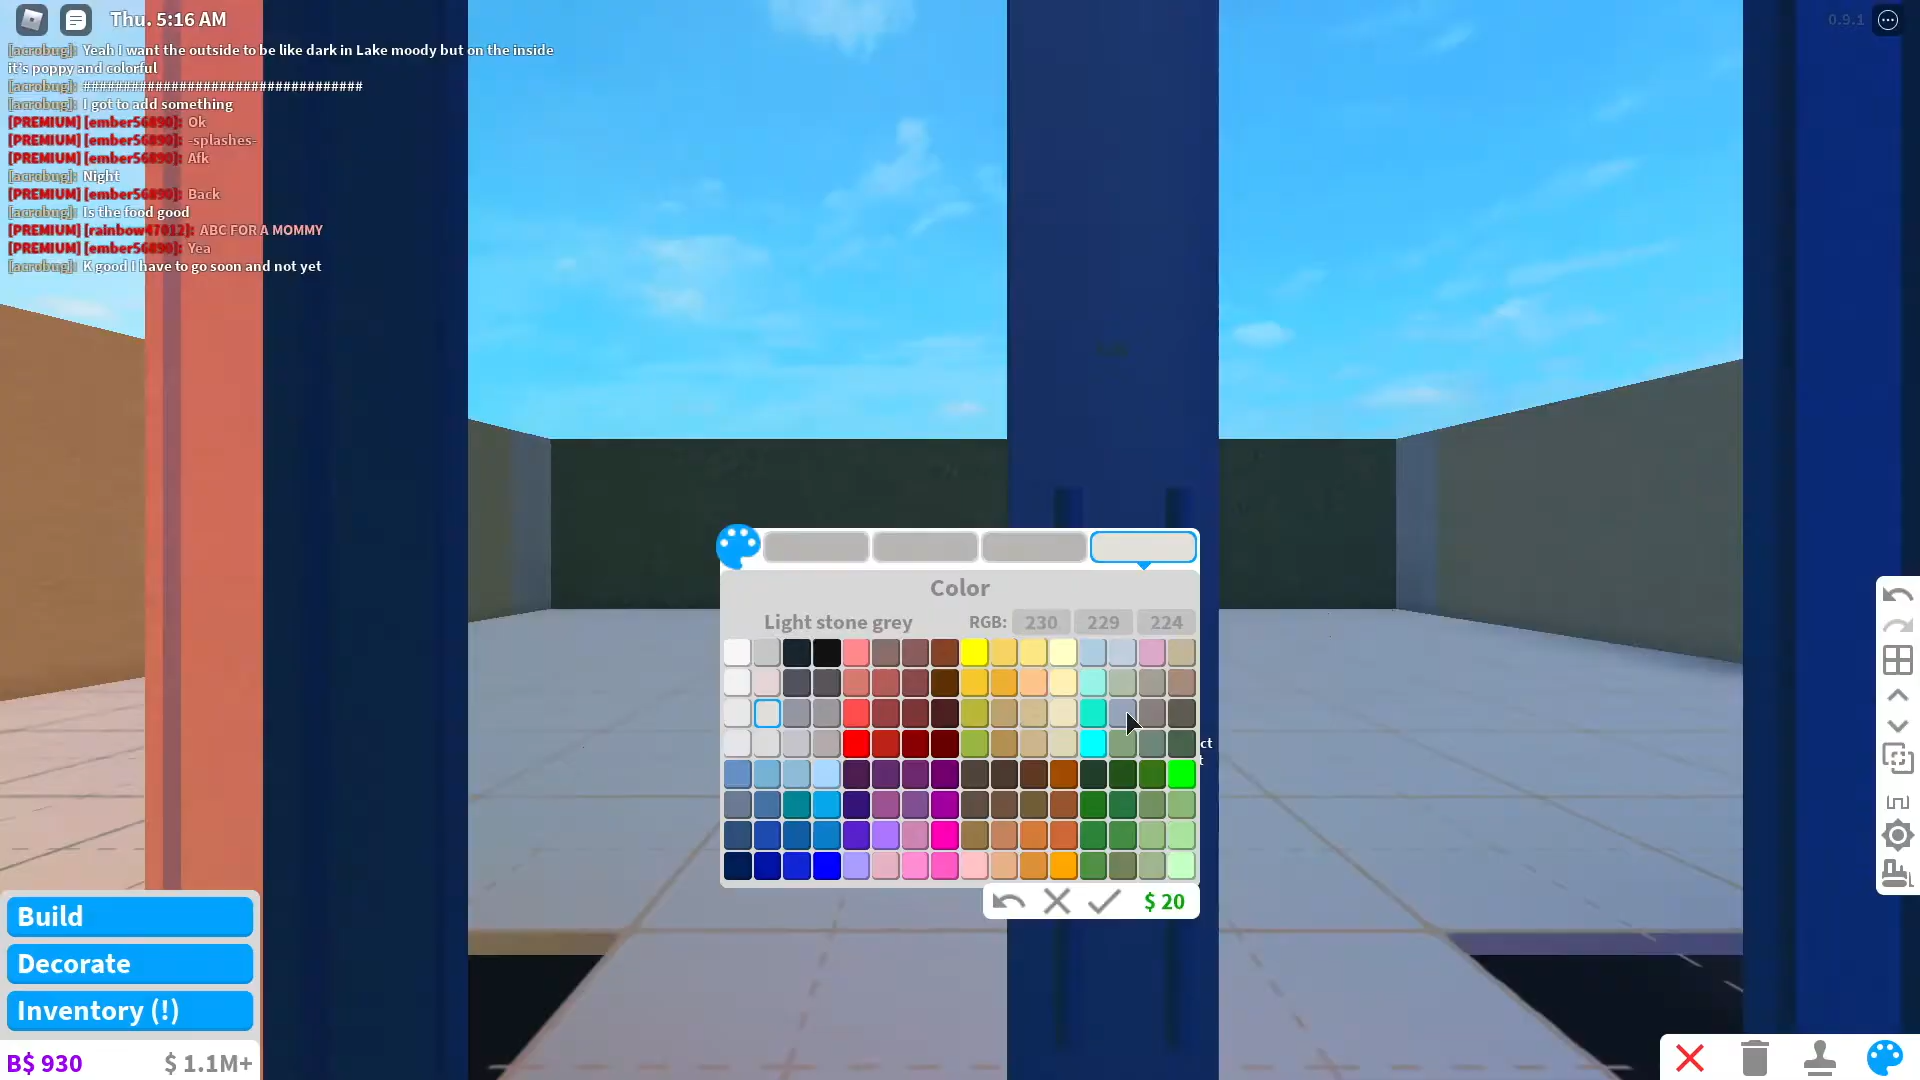 Thu. 5:16 AM
0.9.1
[acrobug]: Yeah I want the outside to be like dark in Lake moody but on the inside
it's poppy and colorful
[acrobug]: ##################################
[acrobug]: I got to add something
[PREMIUM] [ember56890]: Ok
[PREMIUM] [ember56890]: -splashes-
[PREMIUM] [ember56890]: Afk
[acrobug]: Night
[PREMIUM] [ember56890]: Back
[acrobug]: Is the food good
[PREMIUM] [rainbow47012]: ABC FOR A MOMMY
[PREMIUM] [ember56890]: Yea
[acrobug]: K good I have to go soon and not yet
Color
Light stone grey RGB: 230 229 224
ct
t
$ 20
Build
Decorate
Inventory (!)
B$ 930 $ 1.1M+